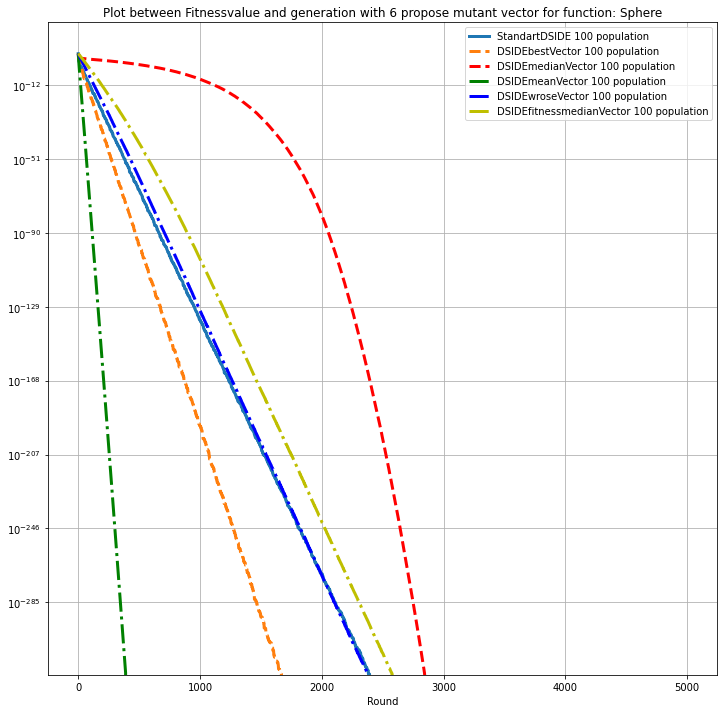 Plot between Fitnessvalue and generation with 6 propose mutant vector for function: Sphere
StandartDSIDE 100 population
DSIDEbestVector 100 population
DSIDEmedianVector 100 population
DSIDEmeanVector 100 population
DSIDEwroseVector 100 population
DSIDEfitnessmedianVector 100 population
10⁻¹²
10⁻⁵¹
10⁻⁹⁰
10⁻¹²⁹
10⁻¹⁶⁸
10⁻²⁰⁷
10⁻²⁴⁶
10⁻²⁸⁵
0 1000 2000 3000 4000 5000
Round